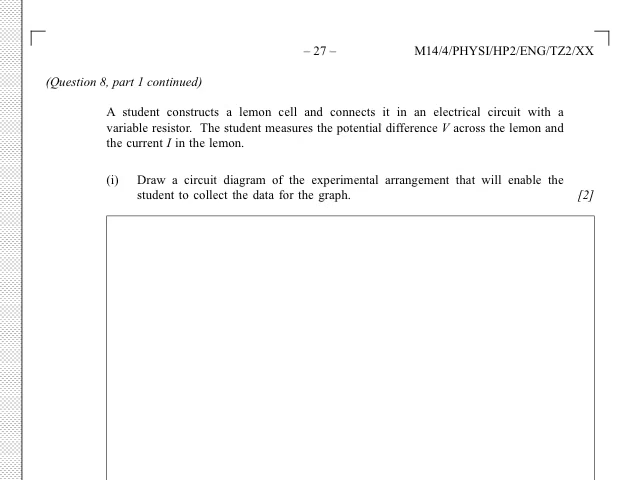 – 27 –
M14/4/PHYSI/HP2/ENG/TZ2/XX
(Question 8, part 1 continued)
A student constructs a lemon cell and connects it in an electrical circuit with a
variable resistor. The student measures the potential difference V across the lemon and
the current I in the lemon.
(i) Draw a circuit diagram of the experimental arrangement that will enable the
student to collect the data for the graph.
[2]